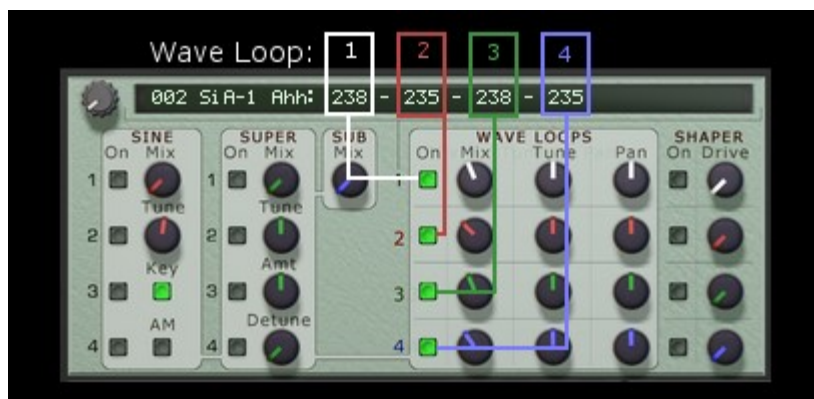 Wave Loop: 1 2 3 4
002 SiA-1 Ahh: 238 - 235 - 238 - 235
SINE SUPER SUB WAVE LOOPS SHAPER
On Mix On Mix Mix On Mix Tune Pan On Drive
1 1 1
Tune Tune
2 2 2
Key Amt
3 3 3
AM Detune
4 4 4